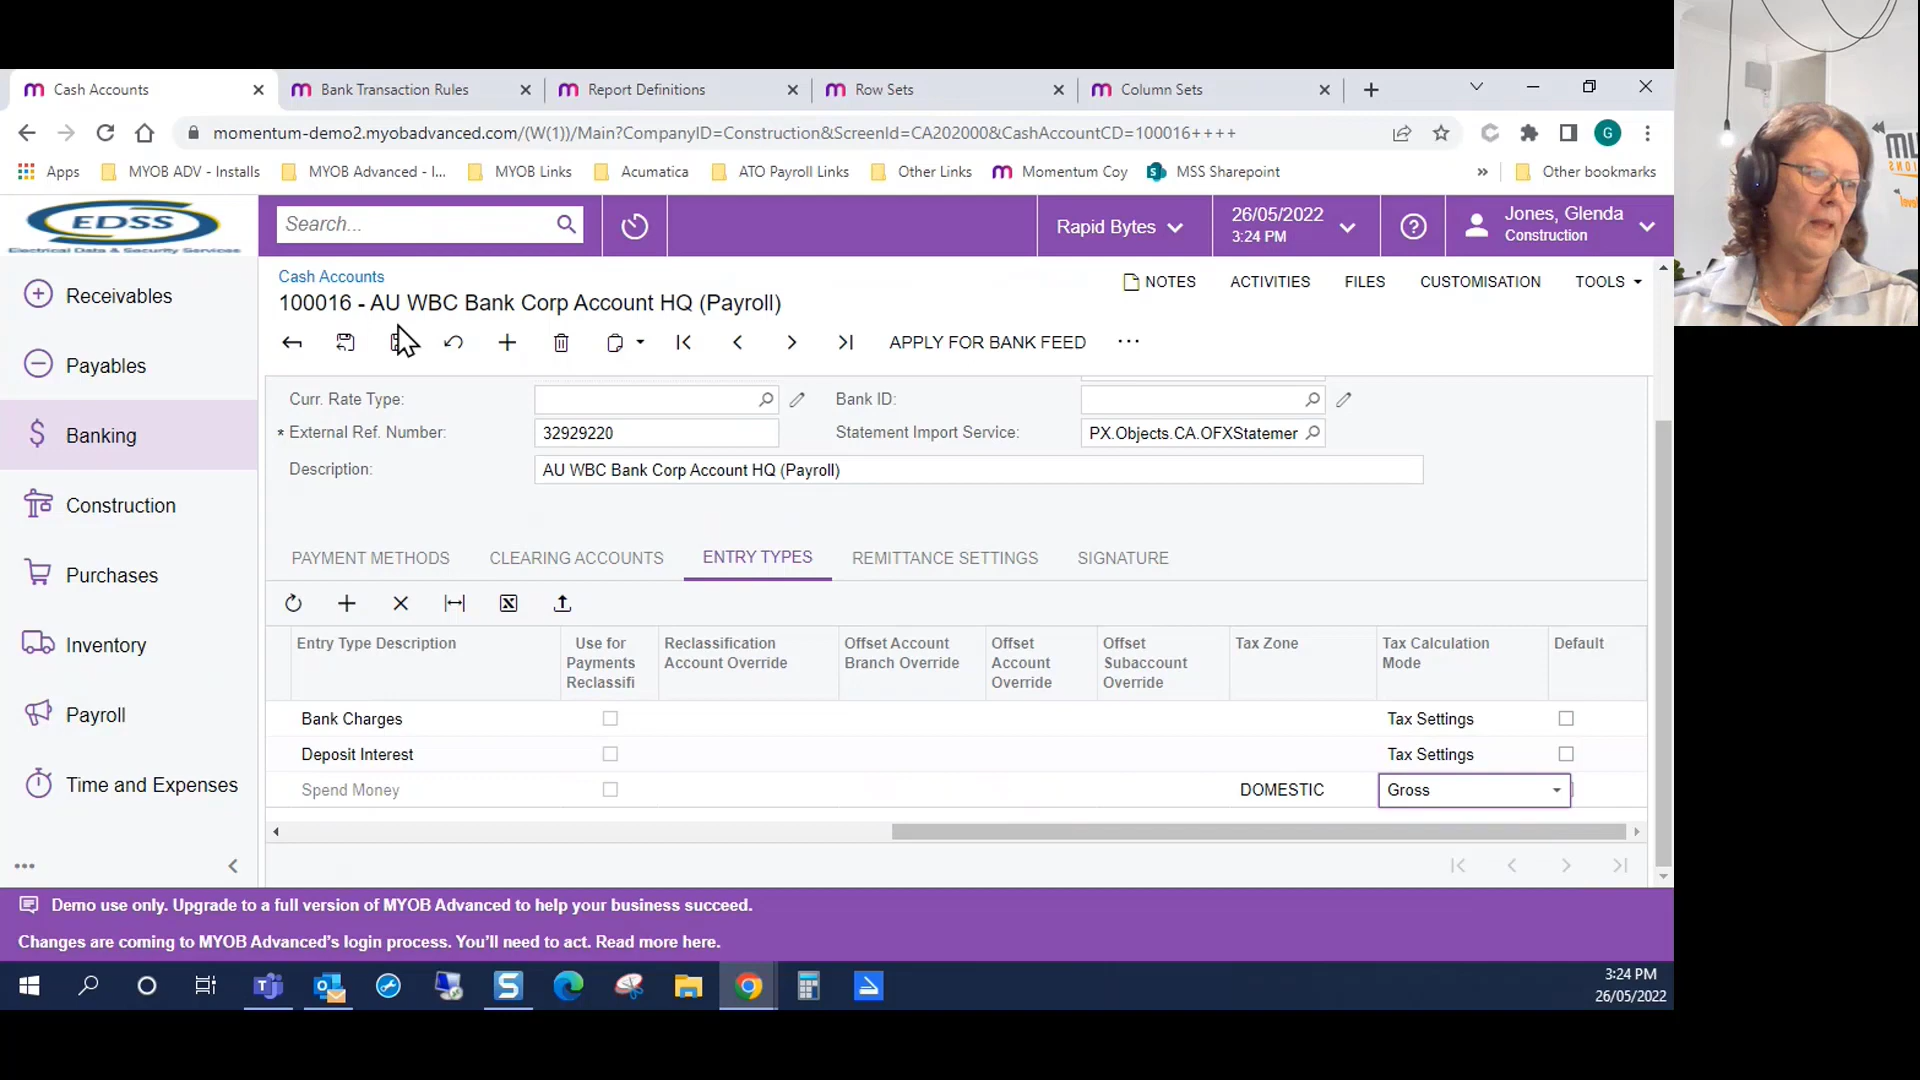 Cash Accounts
Bank Transaction Rules
Report Definitions
Row Sets
Column Sets
momentum-demo2.myobadvanced.com/(W(1))/Main?CompanyID=Construction&ScreenId=CA202000&CashAccountCD=100016++++
G
Apps
MYOB ADV - Installs
MYOB Advanced - I...
MYOB Links
Acumatica
ATO Payroll Links
Other Links
Momentum Coy
MSS Sharepoint
»
Other bookmarks
EDSS
Electrical Data & Security Services
Search...
Rapid Bytes
26/05/2022
3:24 PM
Jones, Glenda
Construction
Receivables
Payables
Banking
Construction
Purchases
Inventory
Payroll
Time and Expenses
Cash Accounts
100016 - AU WBC Bank Corp Account HQ (Payroll)
NOTES
ACTIVITIES
FILES
CUSTOMISATION
TOOLS
APPLY FOR BANK FEED
Curr. Rate Type:
Bank ID:
* External Ref. Number:
32929220
Statement Import Service:
PX.Objects.CA.OFXStatemer
Description:
AU WBC Bank Corp Account HQ (Payroll)
PAYMENT METHODS
CLEARING ACCOUNTS
ENTRY TYPES
REMITTANCE SETTINGS
SIGNATURE
Entry Type Description
Use for
Payments
Reclassifi
Reclassification
Account Override
Offset Account
Branch Override
Offset
Account
Override
Offset
Subaccount
Override
Tax Zone
Tax Calculation
Mode
Default
Bank Charges
Tax Settings
Deposit Interest
Tax Settings
Spend Money
DOMESTIC
Gross
Demo use only. Upgrade to a full version of MYOB Advanced to help your business succeed.
Changes are coming to MYOB Advanced's login process. You'll need to act. Read more here.
3:24 PM
26/05/2022